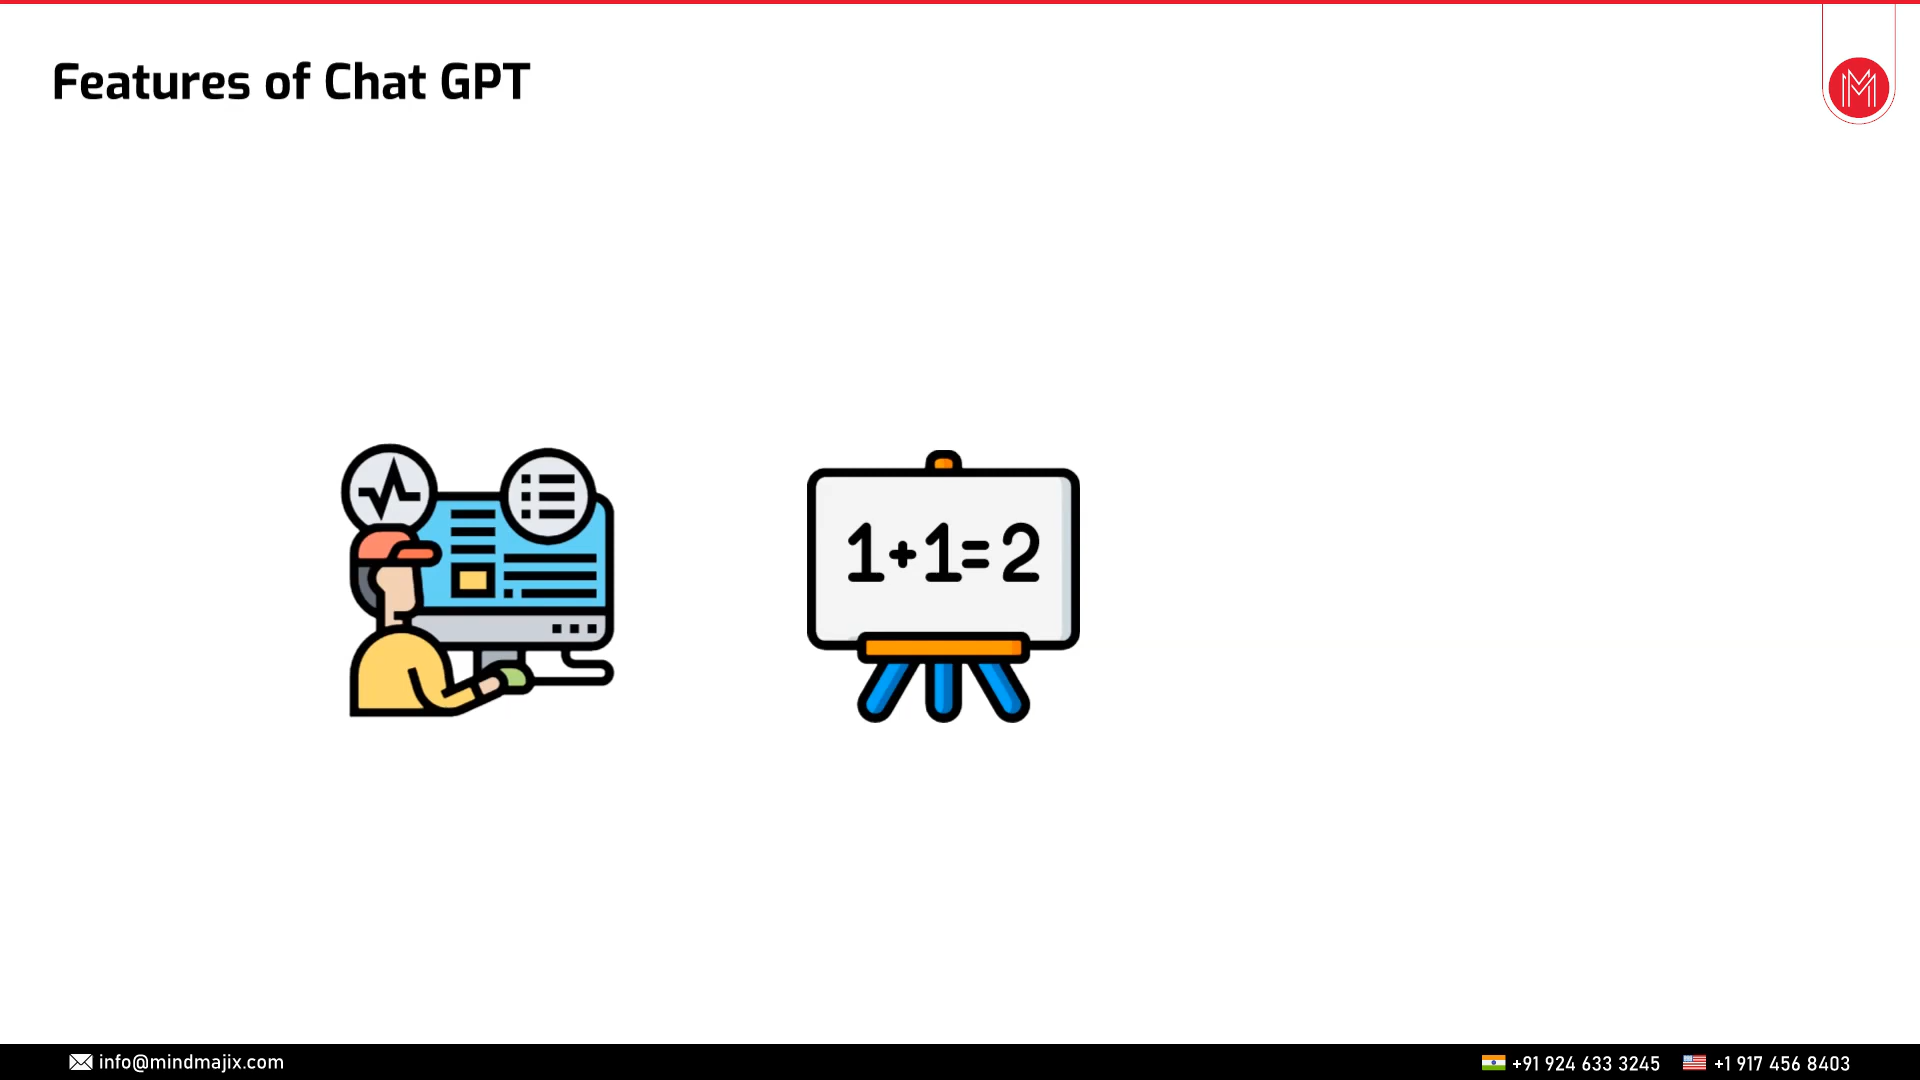 Features of Chat GPT
M
1+1=2
info@mindmajix.com
+91 924 633 3245
+1 917 456 8403